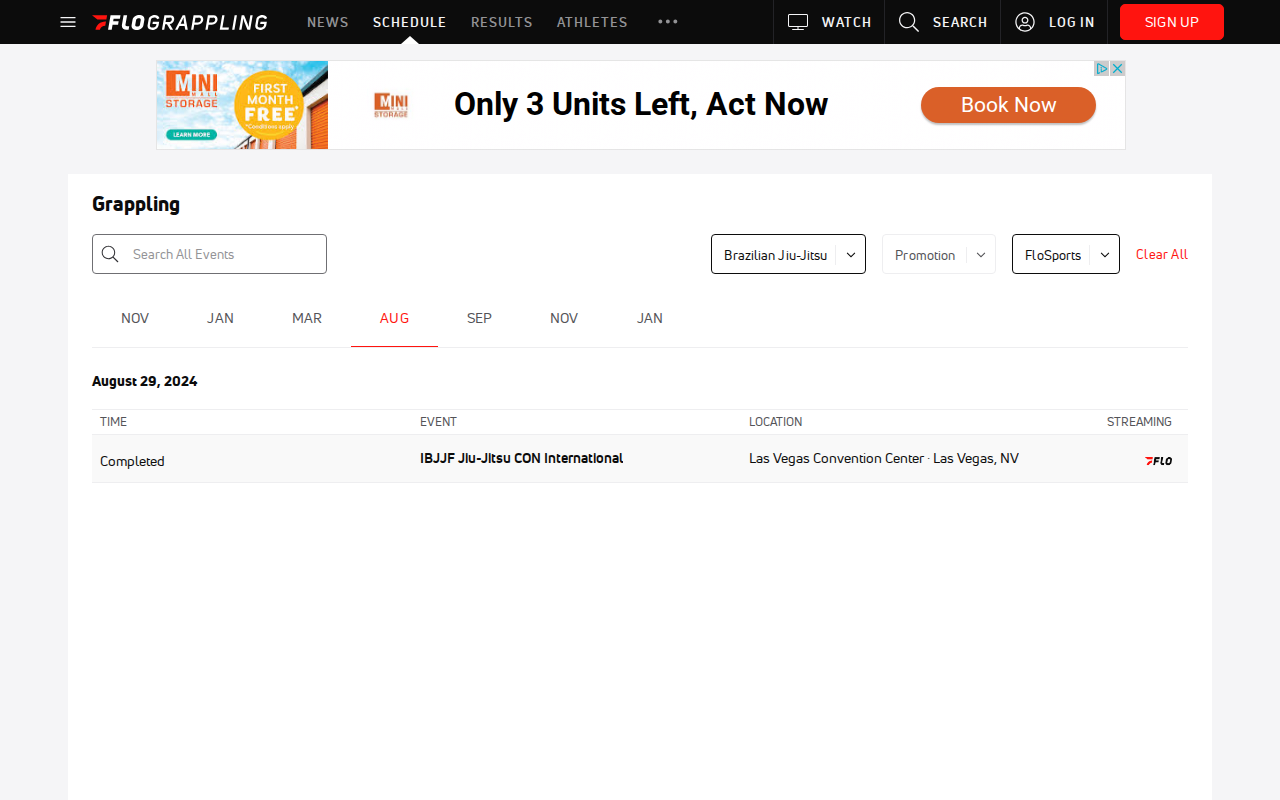 FLOGRAPPLING NEWS SCHEDULE RESULTS ATHLETES ••• WATCH SEARCH LOG IN SIGN UP
MINI
WALL
STORAGE
FIRST
MONTH
FREE*
*Conditions apply
LEARN MORE
MINI
WALL
STORAGE
Only 3 Units Left, Act Now
Book Now
Grappling
Search All Events
Brazilian Jiu-Jitsu
Promotion
FloSports
Clear All
NOV JAN MAR AUG SEP NOV JAN
August 29, 2024
TIME EVENT LOCATION STREAMING
Completed IBJJF Jiu-Jitsu CON International Las Vegas Convention Center · Las Vegas, NV FLO